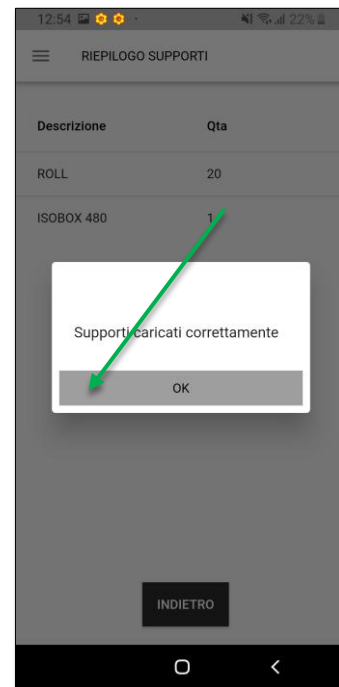 12:54 22%
RIEPILOGO SUPPORTI
Descrizione Qta
ROLL 20
ISOBOX 480 1
Supporti caricati correttamente
OK
INDIETRO